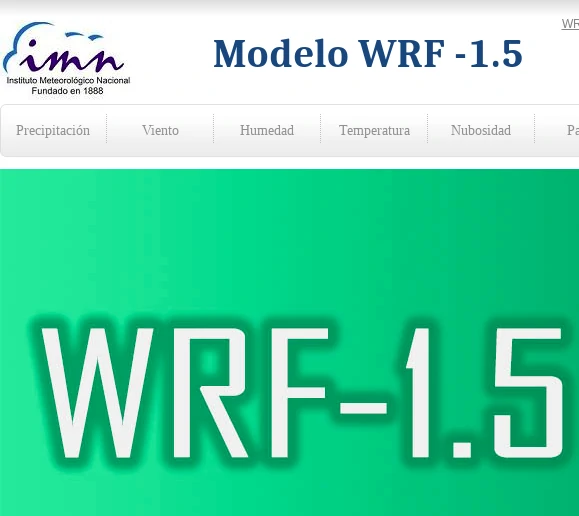 WR
imn
Instituto Meteorológico Nacional
Fundado en 1888
Modelo WRF -1.5
Precipitación Viento Humedad Temperatura Nubosidad Pa
WRF-1.5